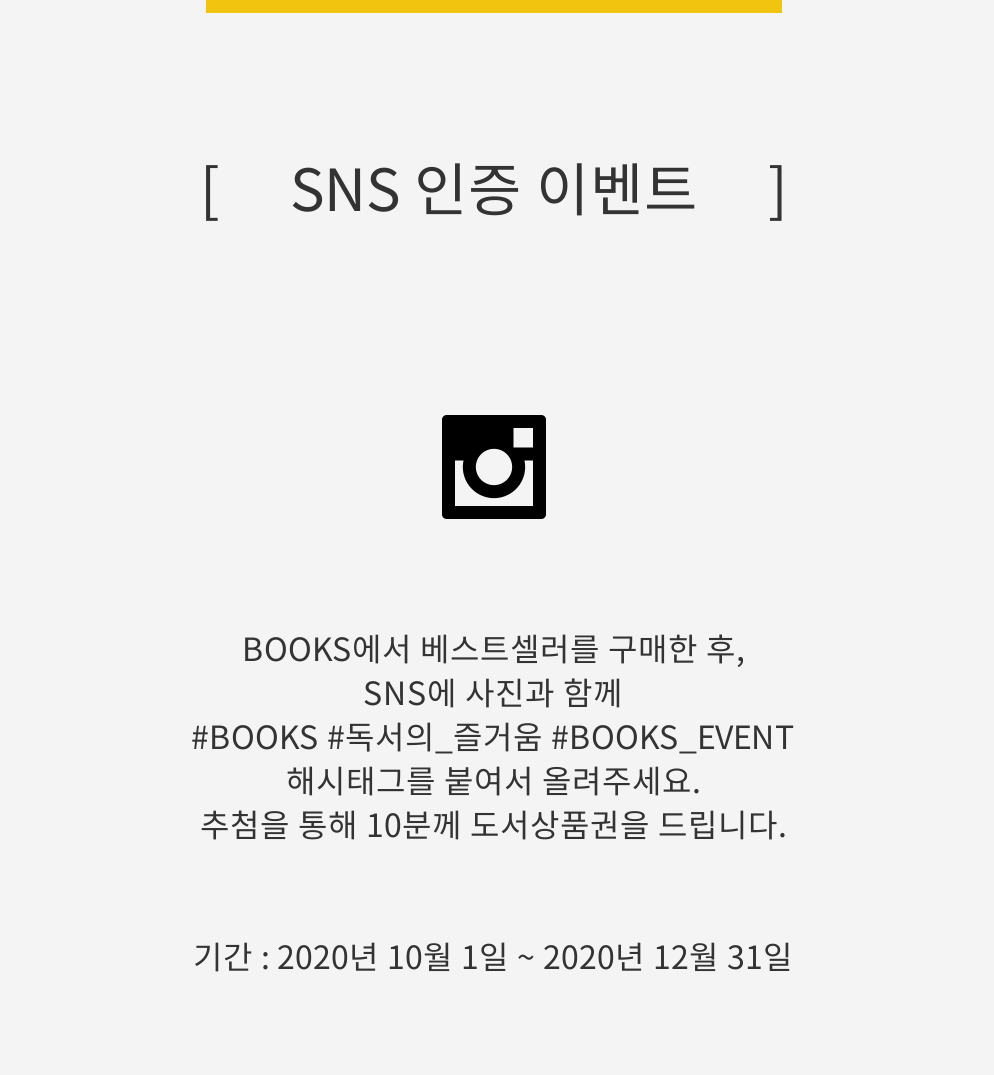 [ SNS 인증 이벤트 ]
BOOKS에서 베스트셀러를 구매한 후,
SNS에 사진과 함께
#BOOKS #독서의_즐거움 #BOOKS_EVENT
해시태그를 붙여서 올려주세요.
추첨을 통해 10분께 도서상품권을 드립니다.
기간 : 2020년 10월 1일 ~ 2020년 12월 31일